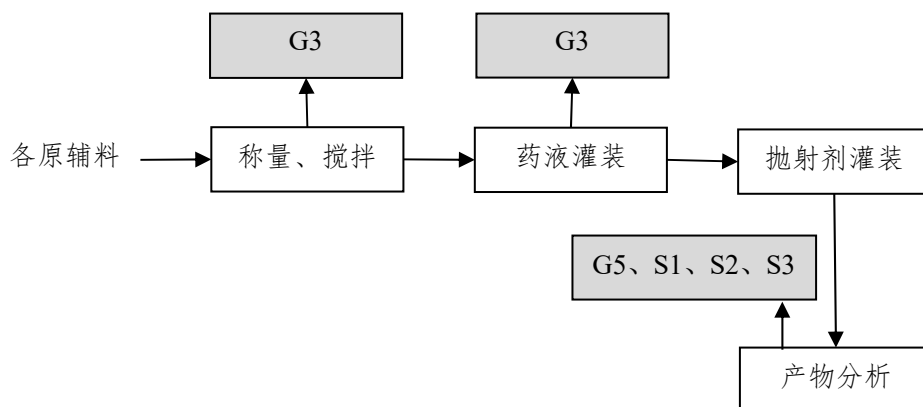 G3
G3
各原辅料
称量、搅拌
药液灌装
抛射剂灌装
G5、S1、S2、S3
产物分析